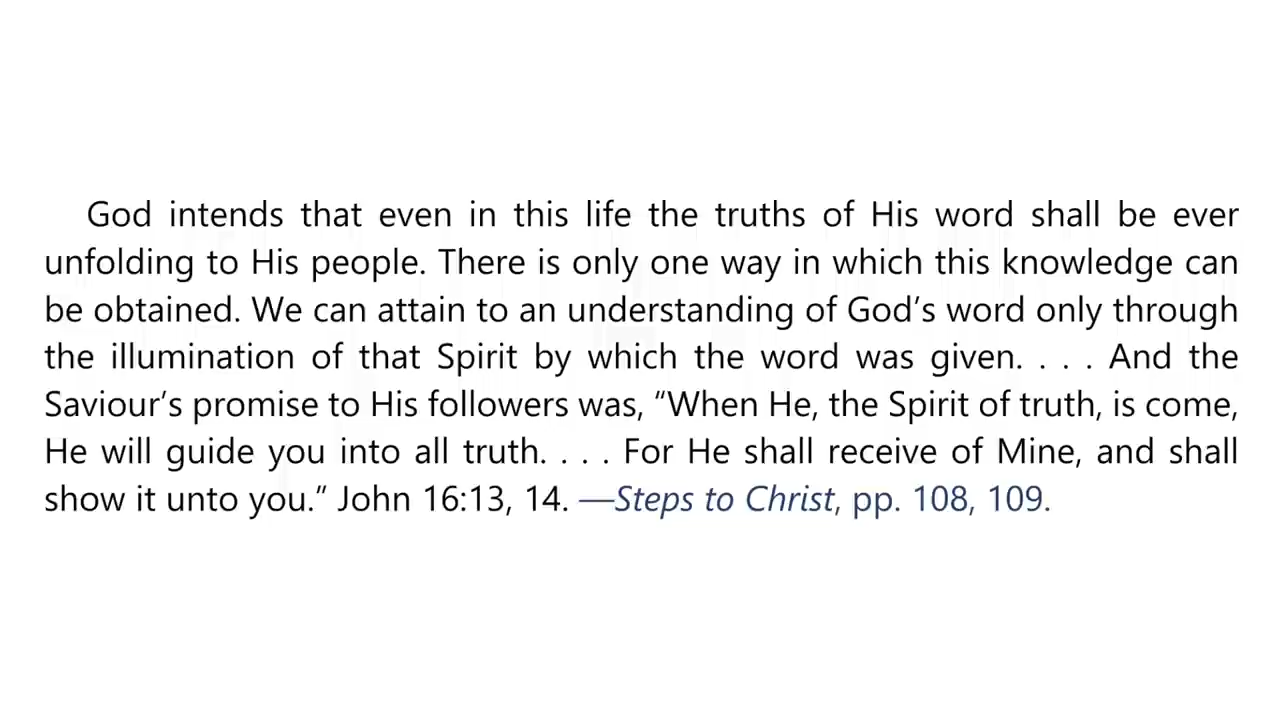 God intends that even in this life the truths of His word shall be ever
unfolding to His people. There is only one way in which this knowledge can
be obtained. We can attain to an understanding of God’s word only through
the illumination of that Spirit by which the word was given. . . . And the
Saviour’s promise to His followers was, “When He, the Spirit of truth, is come,
He will guide you into all truth. . . . For He shall receive of Mine, and shall
show it unto you.” John 16:13, 14. —Steps to Christ, pp. 108, 109.